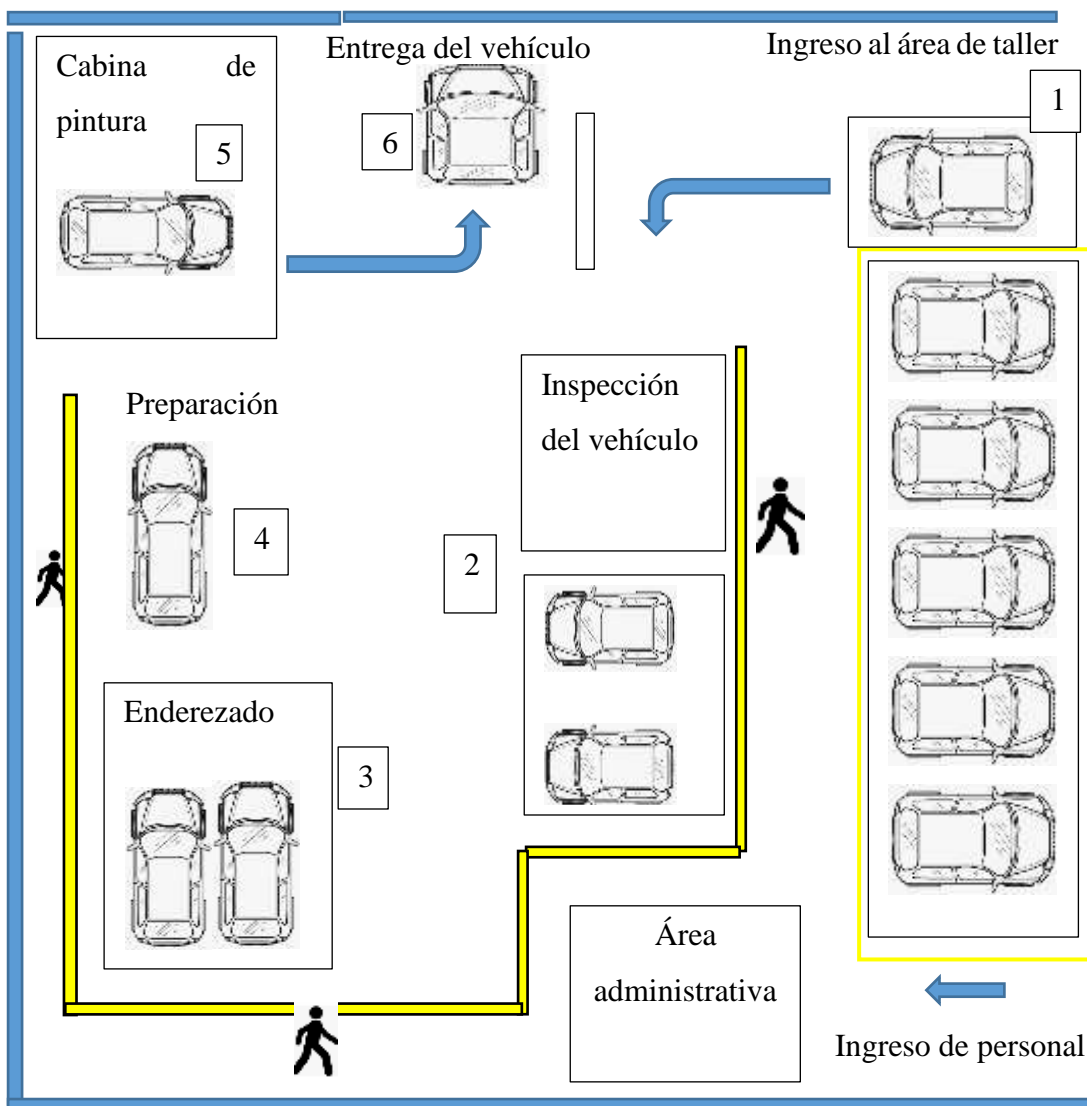 Cabina de
pintura
5
Entrega del vehículo
6
Ingreso al área de taller
1
Preparación
4
Inspección
del vehículo
2
Enderezado
3
Área
administrativa
Ingreso de personal